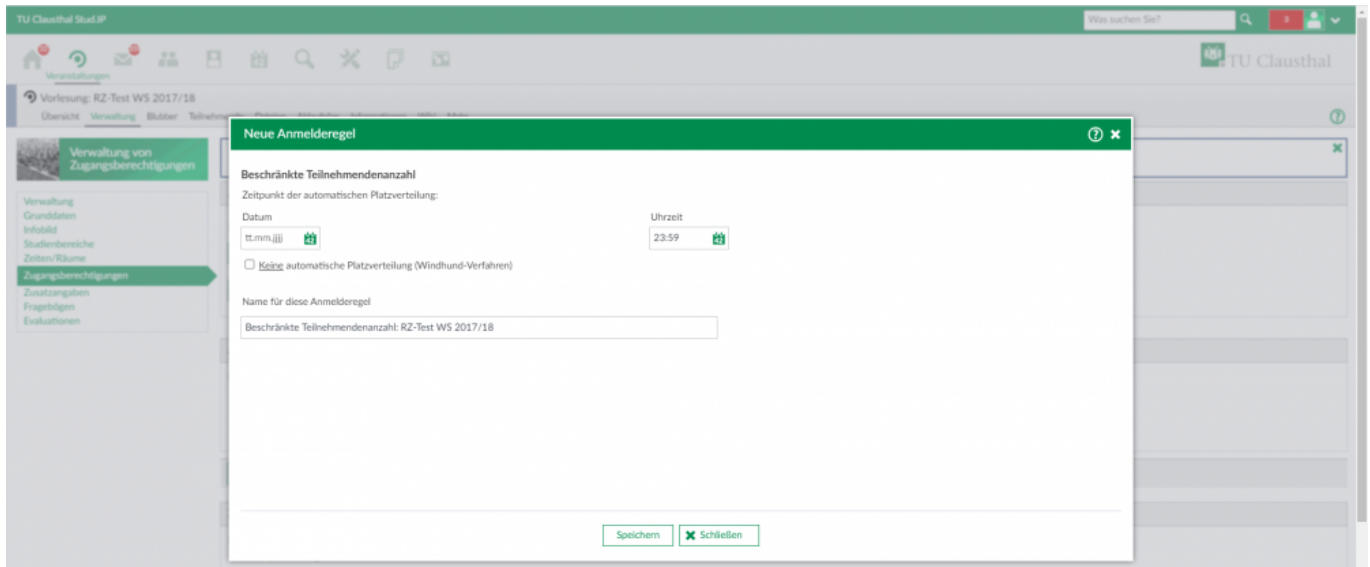 TU Clausthal Stud.IP
Was suchen Sie?
3
Veranstaltungen
TU Clausthal
Vorlesung: RZ-Test WS 2017/18
Übersicht Verwaltung Blubber
Neue Anmelderegel
Verwaltung von
Zugangsberechtigungen
Verwaltung
Grunddaten
Infobild
Studienbereiche
Zeiten/Räume
Zugangsberechtigungen
Zusatzangaben
Fragebögen
Evaluationen
Beschränkte Teilnehmendenanzahl
Zeitpunkt der automatischen Platzverteilung:
Datum
Uhrzeit
tt.mm.jjjj
23:59
Keine automatische Platzverteilung (Windhund-Verfahren)
Name für diese Anmelderegel
Beschränkte Teilnehmendenanzahl: RZ-Test WS 2017/18
Speichern
Schließen